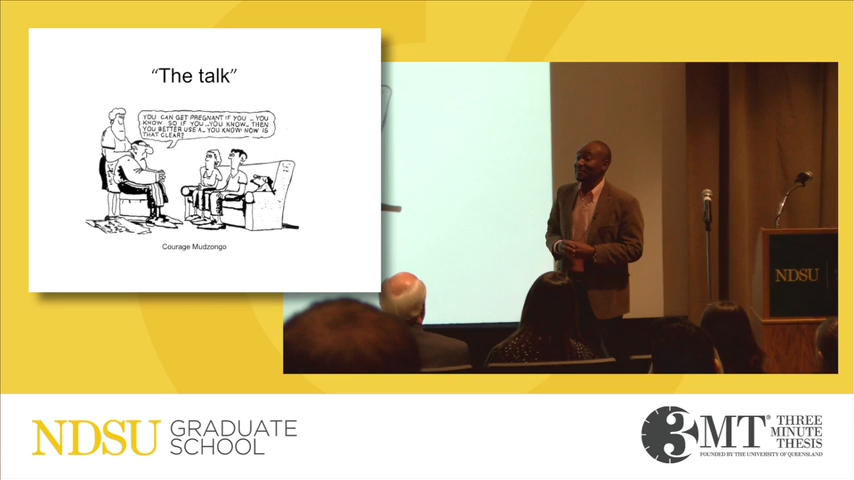 “The talk”
YOU CAN GET PREGNANT IF YOU ... YOU
KNOW SO IF YOU ...YOU KNOW... THEN
YOU BETTER USE A... YOU KNOW! NOW IS
THAT CLEAR?
Courage Mudzongo
NDSU
NDSU GRADUATE
SCHOOL
3MT® THREE
MINUTE
THESIS
FOUNDED BY THE UNIVERSITY OF QUEENSLAND